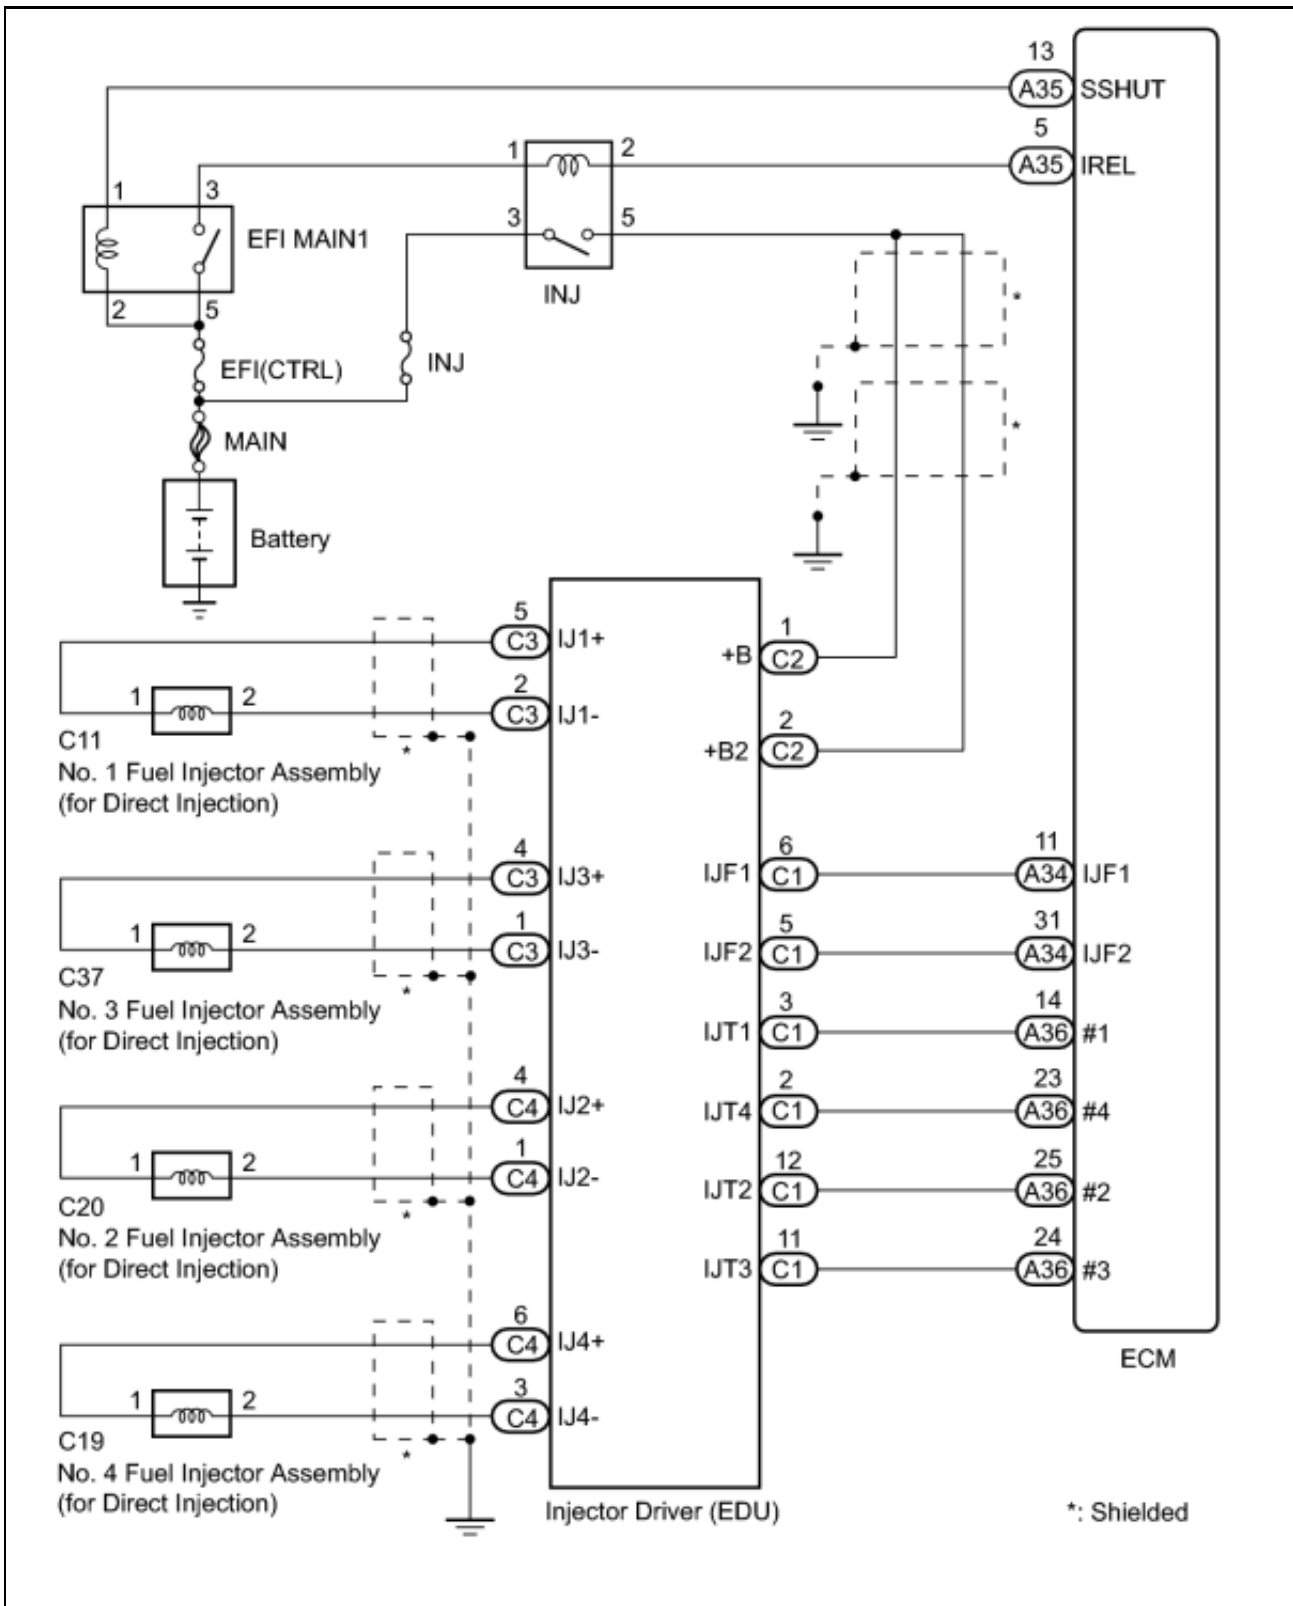 13
A35 SSHUT
5
A35 IREL
1 2
1 3
3 5
EFI MAIN1
INJ
2 5
*
EFI(CTRL)
INJ
*
MAIN
Battery
5
C3 IJ1+
1
+B C2
2
C3 IJ1-
1 2
2
+B2 C2
*
C11
No. 1 Fuel Injector Assembly
(for Direct Injection)
4
C3 IJ3+
6
IJF1 C1
11
A34 IJF1
1
C3 IJ3-
1 2
5
IJF2 C1
31
A34 IJF2
*
C37
No. 3 Fuel Injector Assembly
(for Direct Injection)
3
IJT1 C1
14
A36 #1
4
C4 IJ2+
2
IJT4 C1
23
A36 #4
1
C4 IJ2-
1 2
12
IJT2 C1
25
A36 #2
*
C20
No. 2 Fuel Injector Assembly
(for Direct Injection)
11
IJT3 C1
24
A36 #3
6
C4 IJ4+
ECM
3
C4 IJ4-
1 2
*
C19
No. 4 Fuel Injector Assembly
(for Direct Injection)
Injector Driver (EDU)
*: Shielded